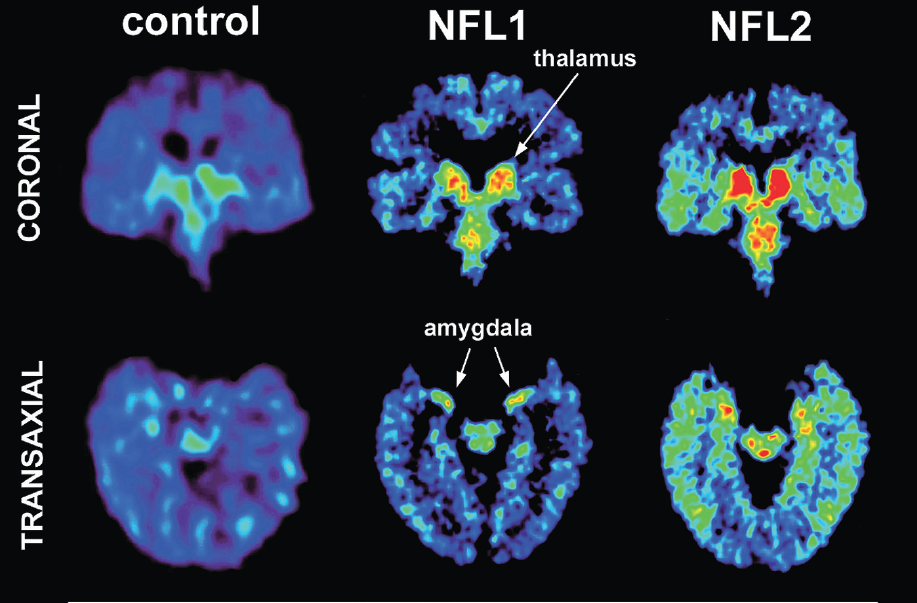 control
NFL1
NFL2
thalamus
CORONAL
amygdala
TRANSAXIAL